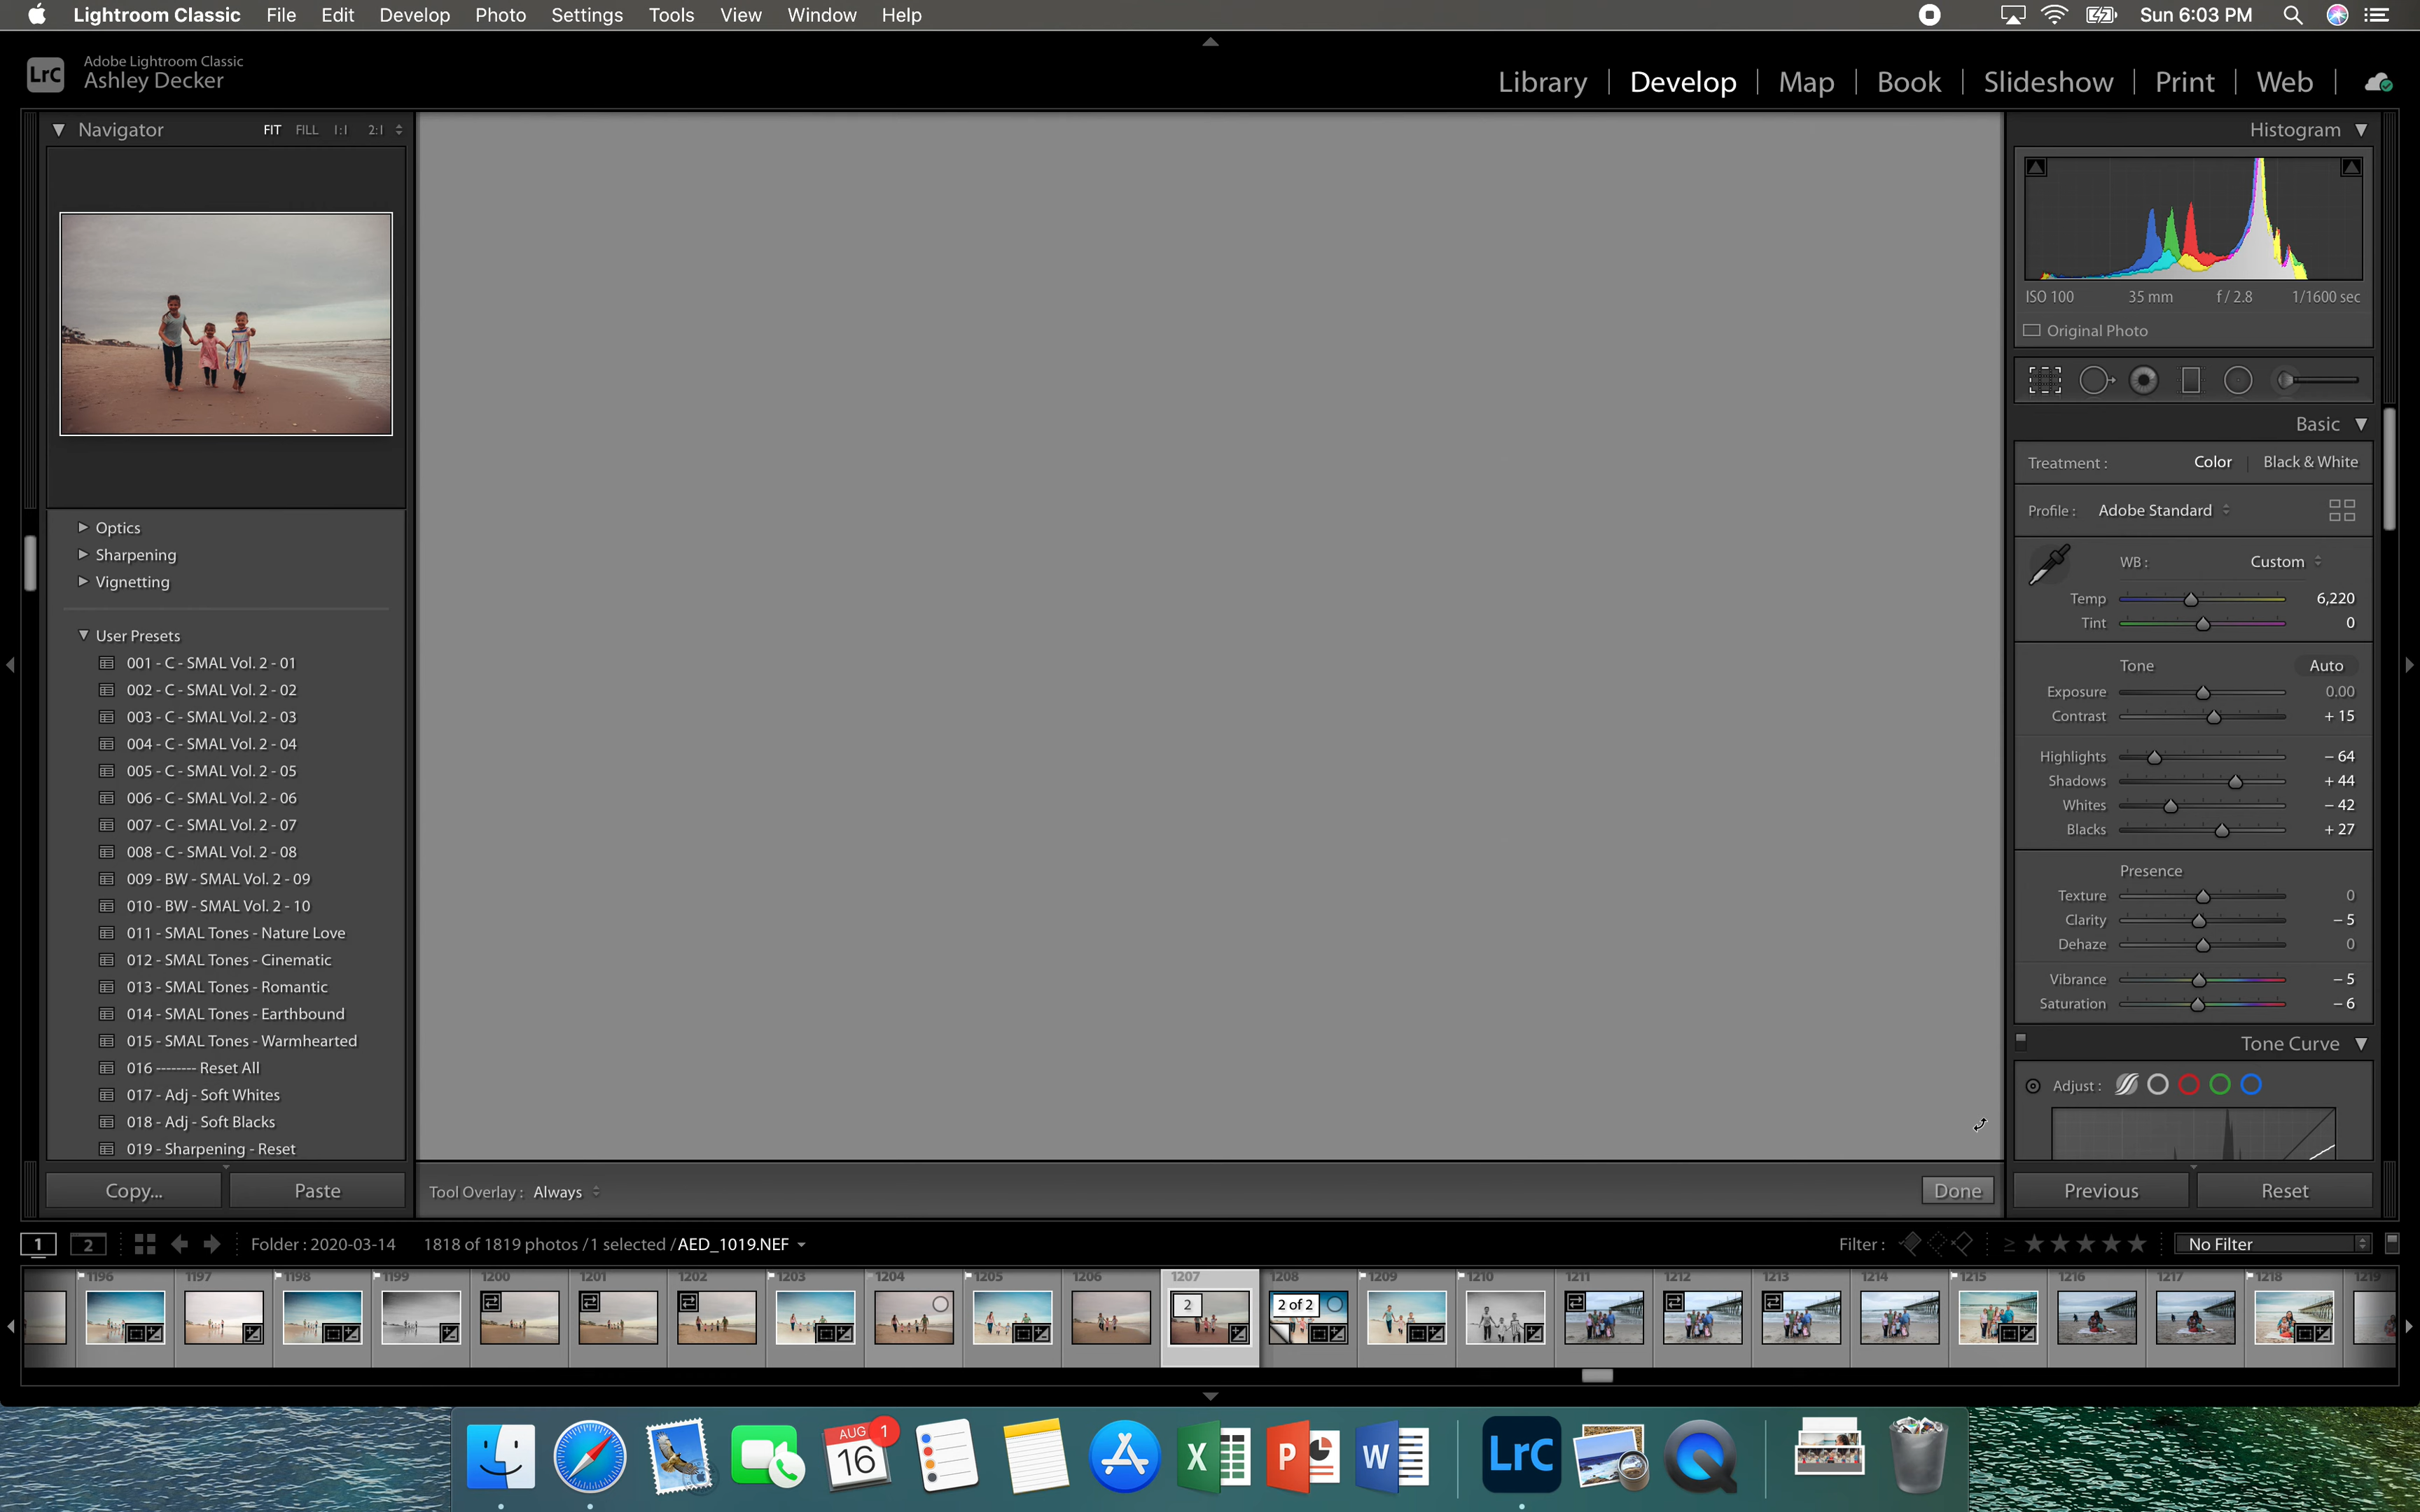 Lightroom Classic File Edit Develop Photo Settings Tools View Window Help Sun 6:03 PM
LrC Adobe Lightroom Classic
Ashley Decker
Library | Develop | Map | Book | Slideshow | Print | Web |
Navigator FIT FILL 1:1 2:1
Optics
Sharpening
Vignetting
User Presets
001 - C - SMAL Vol. 2 - 01
002 - C - SMAL Vol. 2 - 02
003 - C - SMAL Vol. 2 - 03
004 - C - SMAL Vol. 2 - 04
005 - C - SMAL Vol. 2 - 05
006 - C - SMAL Vol. 2 - 06
007 - C - SMAL Vol. 2 - 07
008 - C - SMAL Vol. 2 - 08
009 - BW - SMAL Vol. 2 - 09
010 - BW - SMAL Vol. 2 - 10
011 - SMAL Tones - Nature Love
012 - SMAL Tones - Cinematic
013 - SMAL Tones - Romantic
014 - SMAL Tones - Earthbound
015 - SMAL Tones - Warmhearted
016 -------- Reset All
017 - Adj - Soft Whites
018 - Adj - Soft Blacks
019 - Sharpening - Reset
Copy... Paste
Tool Overlay : Always Done
Histogram
ISO 100 35 mm f / 2.8 1/1600 sec
Original Photo
Basic
Treatment : Color | Black & White
Profile : Adobe Standard
WB : Custom
Temp 6,220
Tint 0
Tone Auto
Exposure 0.00
Contrast + 15
Highlights − 64
Shadows + 44
Whites − 42
Blacks + 27
Presence
Texture 0
Clarity − 5
Dehaze 0
Vibrance − 5
Saturation − 6
Tone Curve
Adjust :
Previous Reset
1 2 Folder : 2020-03-14 1818 of 1819 photos / 1 selected / AED_1019.NEF Filter : ≥ ★★★★★ No Filter
1196 1197 1198 1199 1200 1201 1202 1203 1204 1205 1206 1207 1208 1209 1210 1211 1212 1213 1214 1215 1216 1217 1218 1219
2 2 of 2
AUG 16 1 X P W LrC